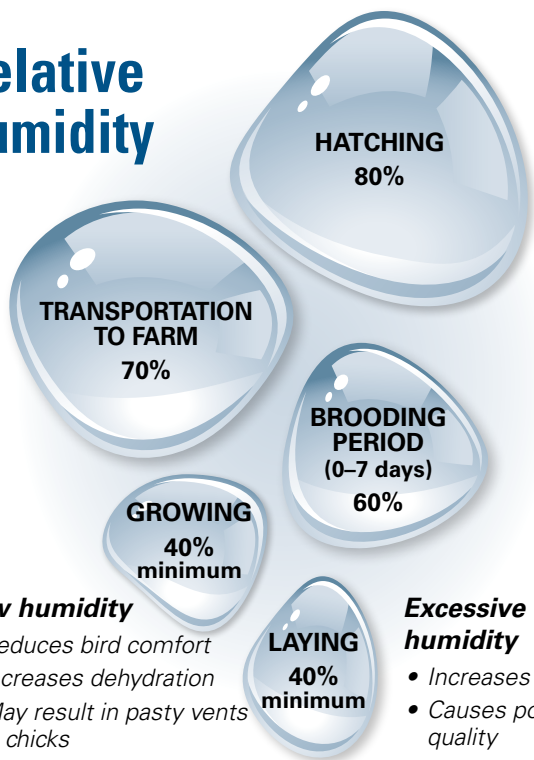 elative
umidity
HATCHING
80%
TRANSPORTATION
TO FARM
70%
BROODING
PERIOD
(0–7 days)
60%
GROWING
40%
minimum
LAYING
40%
minimum
w humidity
educes bird comfort
creases dehydration
May result in pasty vents
chicks
Excessive
humidity
• Increases
• Causes po
quality